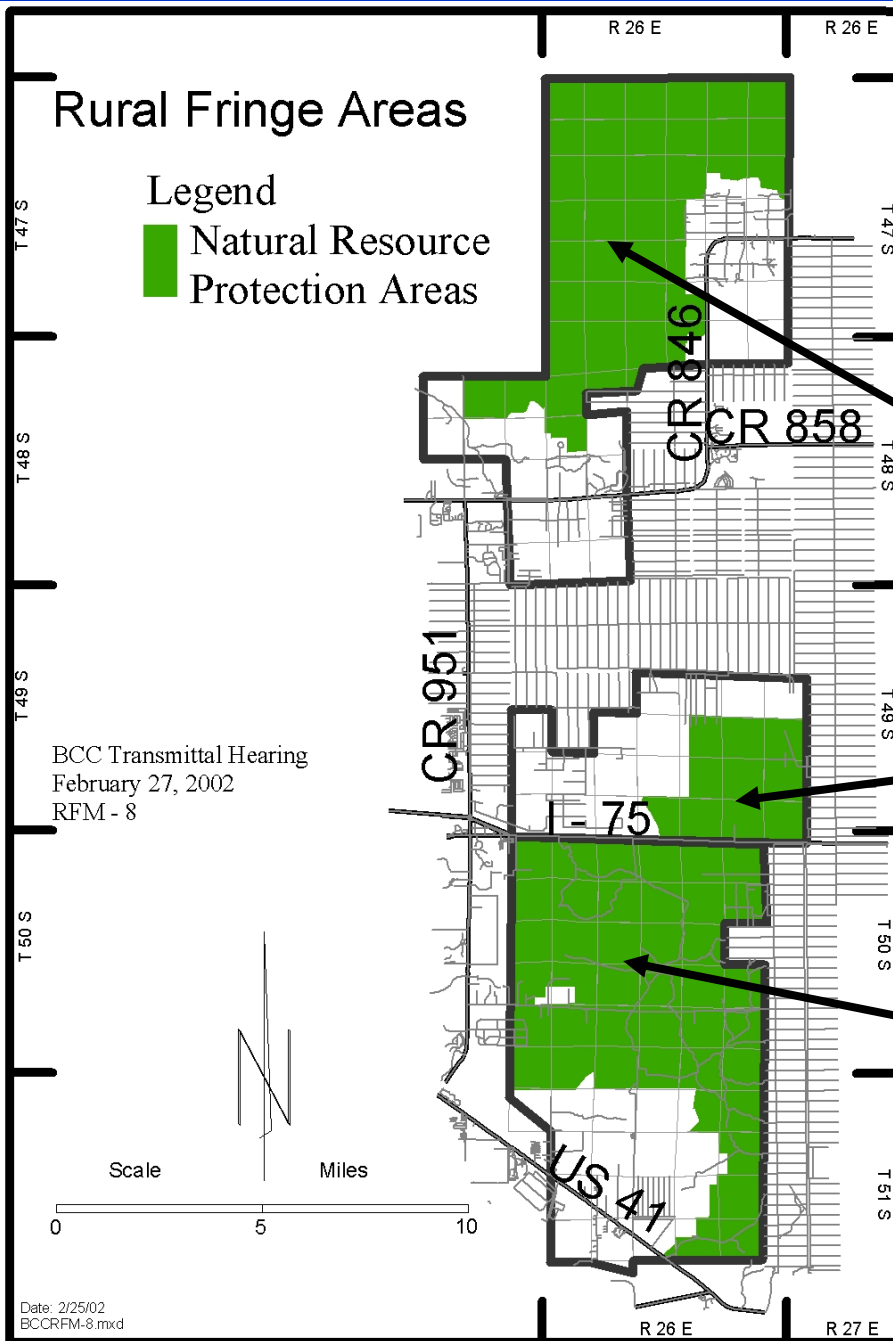 R 26 E
R 26 E
Rural Fringe Areas
Legend
Natural Resource
Protection Areas
T 47 S
T 47 S
CR 846
CR 858
T 48 S
T 48 S
CR 951
T 49 S
T 49 S
BCC Transmittal Hearing
February 27, 2002
RFM - 8
I - 75
T 50 S
T 50 S
N
Scale
Miles
0
5
10
US 41
T 51 S
Date: 2/25/02
BCCRFM-8.mxd
R 26 E
R 27 E